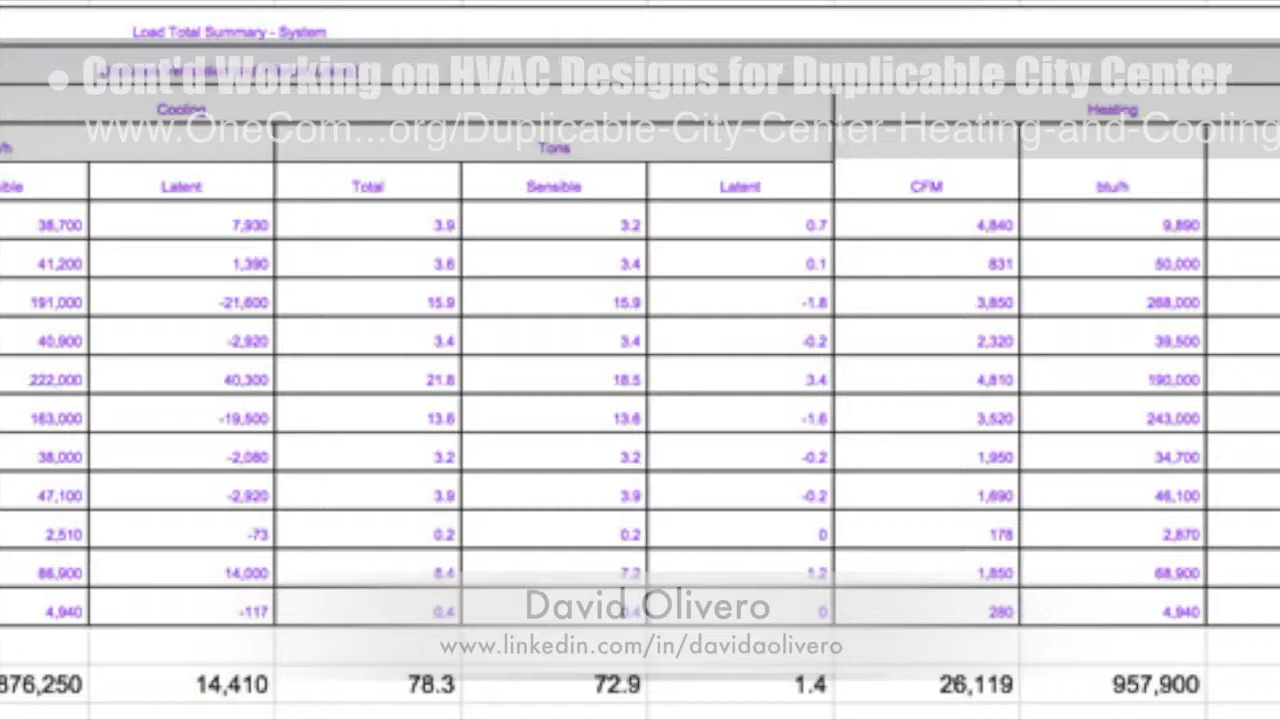 Load Total Summary - System
• Cont'd Working on HVAC Designs for Duplicable City Center
Cooling Heating
www.OneCom...org/Duplicable-City-Center-Heating-and-Cooling
/h Tons
ible Latent Total Sensible Latent CFM btu/h
38,700 7,930 3.9 3.2 0.7 4,840 9,890
41,200 1,390 3.6 3.4 0.1 831 50,000
191,000 -21,600 15.9 15.9 -1.8 3,850 268,000
40,900 -2,920 3.4 3.4 -0.2 2,320 39,500
222,000 40,300 21.8 18.5 3.4 4,810 190,000
163,000 -19,500 13.6 13.6 -1.6 3,520 243,000
38,000 -2,080 3.2 3.2 -0.2 1,950 34,700
47,100 -2,920 3.9 3.9 -0.2 1,690 46,100
2,510 -73 0.2 0.2 0 178 2,870
86,900 14,000 8.4 7.2 1.2 1,850 68,900
4,940 -117 0.4 0.4 0 280 4,940
David Olivero
www.linkedin.com/in/davidaolivero
876,250 14,410 78.3 72.9 1.4 26,119 957,900